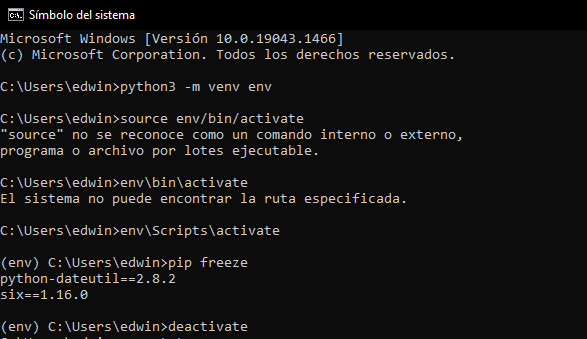 Símbolo del sistema
Microsoft Windows [Versión 10.0.19043.1466]
(c) Microsoft Corporation. Todos los derechos reservados.
C:\Users\edwin>python3 -m venv env
C:\Users\edwin>source env/bin/activate
"source" no se reconoce como un comando interno o externo,
programa o archivo por lotes ejecutable.
C:\Users\edwin>env\bin\activate
El sistema no puede encontrar la ruta especificada.
C:\Users\edwin>env\Scripts\activate
(env) C:\Users\edwin>pip freeze
python-dateutil==2.8.2
six==1.16.0
(env) C:\Users\edwin>deactivate